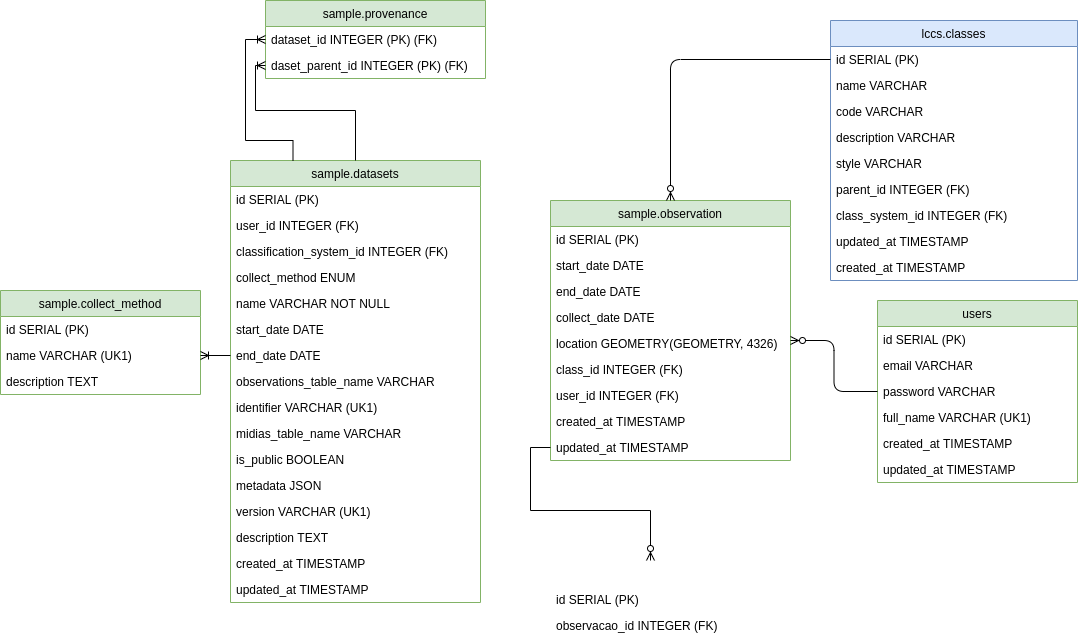 sample.provenance
dataset_id INTEGER (PK) (FK)
daset_parent_id INTEGER (PK) (FK)
lccs.classes
id SERIAL (PK)
name VARCHAR
code VARCHAR
description VARCHAR
style VARCHAR
parent_id INTEGER (FK)
class_system_id INTEGER (FK)
updated_at TIMESTAMP
created_at TIMESTAMP
sample.datasets
id SERIAL (PK)
user_id INTEGER (FK)
classification_system_id INTEGER (FK)
collect_method ENUM
name VARCHAR NOT NULL
start_date DATE
end_date DATE
observations_table_name VARCHAR
identifier VARCHAR (UK1)
midias_table_name VARCHAR
is_public BOOLEAN
metadata JSON
version VARCHAR (UK1)
description TEXT
created_at TIMESTAMP
updated_at TIMESTAMP
sample.observation
id SERIAL (PK)
start_date DATE
end_date DATE
collect_date DATE
location GEOMETRY(GEOMETRY, 4326)
class_id INTEGER (FK)
user_id INTEGER (FK)
created_at TIMESTAMP
updated_at TIMESTAMP
sample.collect_method
id SERIAL (PK)
name VARCHAR (UK1)
description TEXT
users
id SERIAL (PK)
email VARCHAR
password VARCHAR
full_name VARCHAR (UK1)
created_at TIMESTAMP
updated_at TIMESTAMP
id SERIAL (PK)
observacao_id INTEGER (FK)